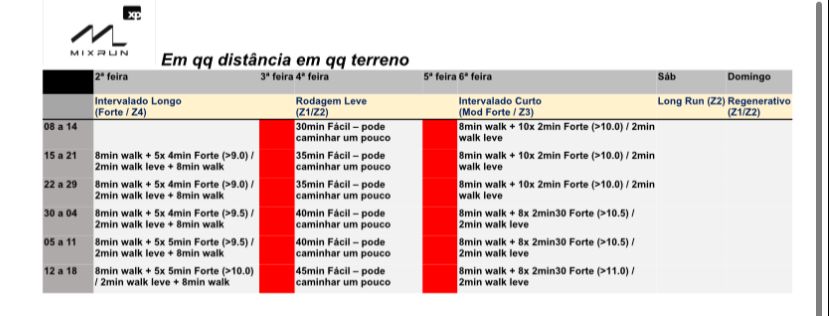 xp
MIXRUN
Em qq distância em qq terreno
2ª feira 3ª feira 4ª feira 5ª feira 6ª feira Sáb Domingo
Intervalado Longo Rodagem Leve Intervalado Curto Long Run (Z2) Regenerativo
(Forte / Z4) (Z1/Z2) (Mod Forte / Z3) (Z1/Z2)
08 a 14 30min Fácil – pode 8min walk + 10x 2min Forte (>10.0) / 2min
caminhar um pouco walk leve
15 a 21 8min walk + 5x 4min Forte (>9.0) / 35min Fácil – pode 8min walk + 10x 2min Forte (>10.0) / 2min
2min walk leve + 8min walk caminhar um pouco walk leve
22 a 29 8min walk + 5x 4min Forte (>9.0) / 35min Fácil – pode 8min walk + 10x 2min Forte (>10.0) / 2min
2min walk leve + 8min walk caminhar um pouco walk leve
30 a 04 8min walk + 5x 4min Forte (>9.5) / 40min Fácil – pode 8min walk + 8x 2min30 Forte (>10.5) /
2min walk leve + 8min walk caminhar um pouco 2min walk leve
05 a 11 8min walk + 5x 5min Forte (>9.5) / 40min Fácil – pode 8min walk + 8x 2min30 Forte (>10.5) /
2min walk leve + 8min walk caminhar um pouco 2min walk leve
12 a 18 8min walk + 5x 5min Forte (>10.0) 45min Fácil – pode 8min walk + 8x 2min30 Forte (>11.0) /
/ 2min walk leve + 8min walk caminhar um pouco 2min walk leve